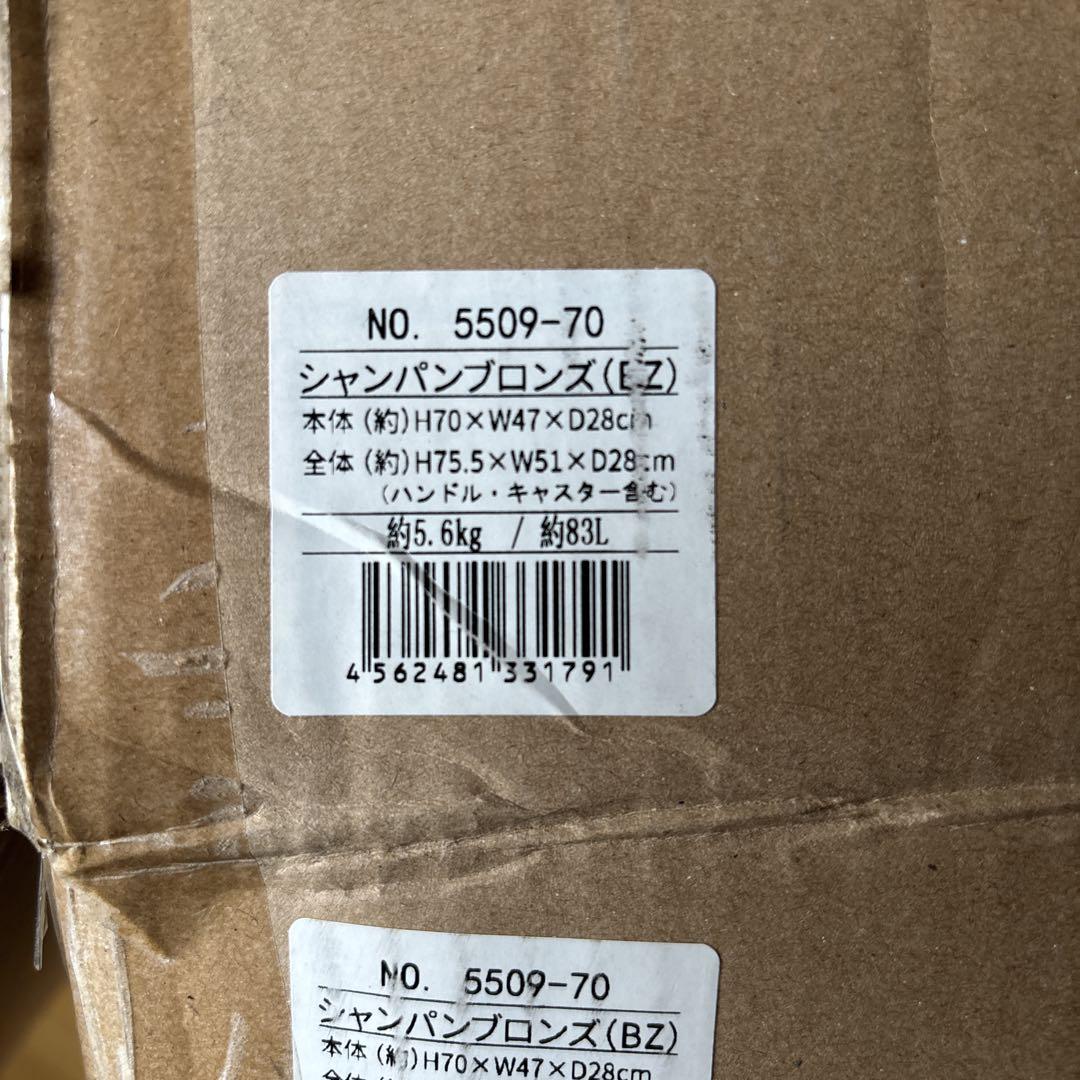 NO. 5509-70
シャンパンブロンズ(BZ)
本体(約)H70×W47×D28cm
全体(約)H75.5×W51×D28cm
(ハンドル・キャスター含む)
約5.6kg / 約83L
4562481331791
NO. 5509-70
シャンパンブロンズ(BZ)
本体(約)H70×W47×D28cm